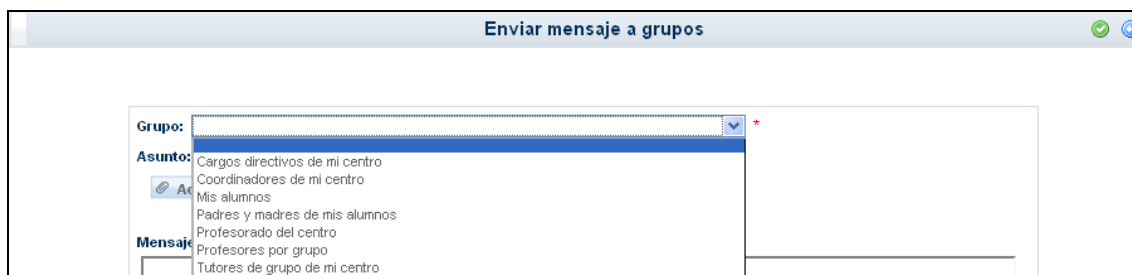 Enviar mensaje a grupos
Grupo: *
Asunto:
Cargos directivos de mi centro
Coordinadores de mi centro
Mis alumnos
Padres y madres de mis alumnos
Profesorado del centro
Mensaje
Profesores por grupo
Tutores de grupo de mi centro